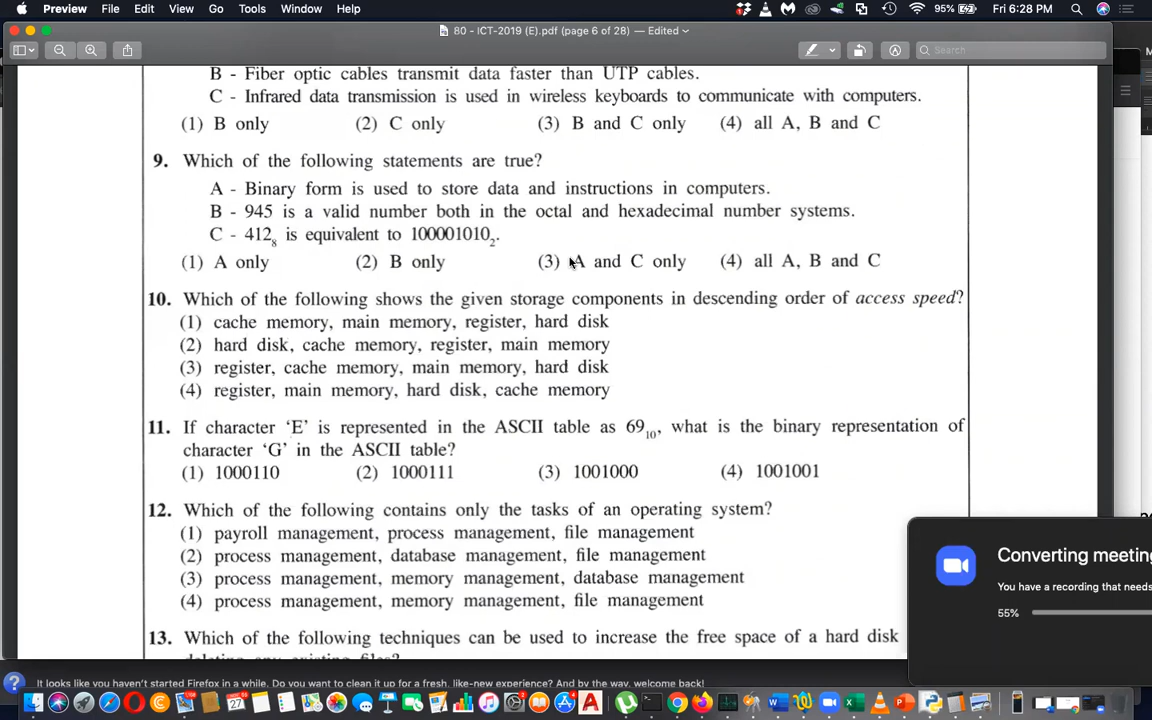 Preview File Edit View Go Tools Window Help 95% Fri 6:28 PM
80 - ICT-2019 (E).pdf (page 6 of 28) — Edited
Search
B - Fiber optic cables transmit data faster than UTP cables.
C - Infrared data transmission is used in wireless keyboards to communicate with computers.
(1) B only (2) C only (3) B and C only (4) all A, B and C
9. Which of the following statements are true?
A - Binary form is used to store data and instructions in computers.
B - 945 is a valid number both in the octal and hexadecimal number systems.
C - 412₈ is equivalent to 100001010₂.
(1) A only (2) B only (3) A and C only (4) all A, B and C
10. Which of the following shows the given storage components in descending order of access speed?
(1) cache memory, main memory, register, hard disk
(2) hard disk, cache memory, register, main memory
(3) register, cache memory, main memory, hard disk
(4) register, main memory, hard disk, cache memory
11. If character ‘E’ is represented in the ASCII table as 69₁₀, what is the binary representation of
character ‘G’ in the ASCII table?
(1) 1000110 (2) 1000111 (3) 1001000 (4) 1001001
12. Which of the following contains only the tasks of an operating system?
(1) payroll management, process management, file management
(2) process management, database management, file management
(3) process management, memory management, database management
(4) process management, memory management, file management
Converting meeting
You have a recording that needs
55%
13. Which of the following techniques can be used to increase the free space of a hard disk
It looks like you haven't started Firefox in a while. Do you want to clean it up for a fresh, like-new experience? And by the way, welcome back!